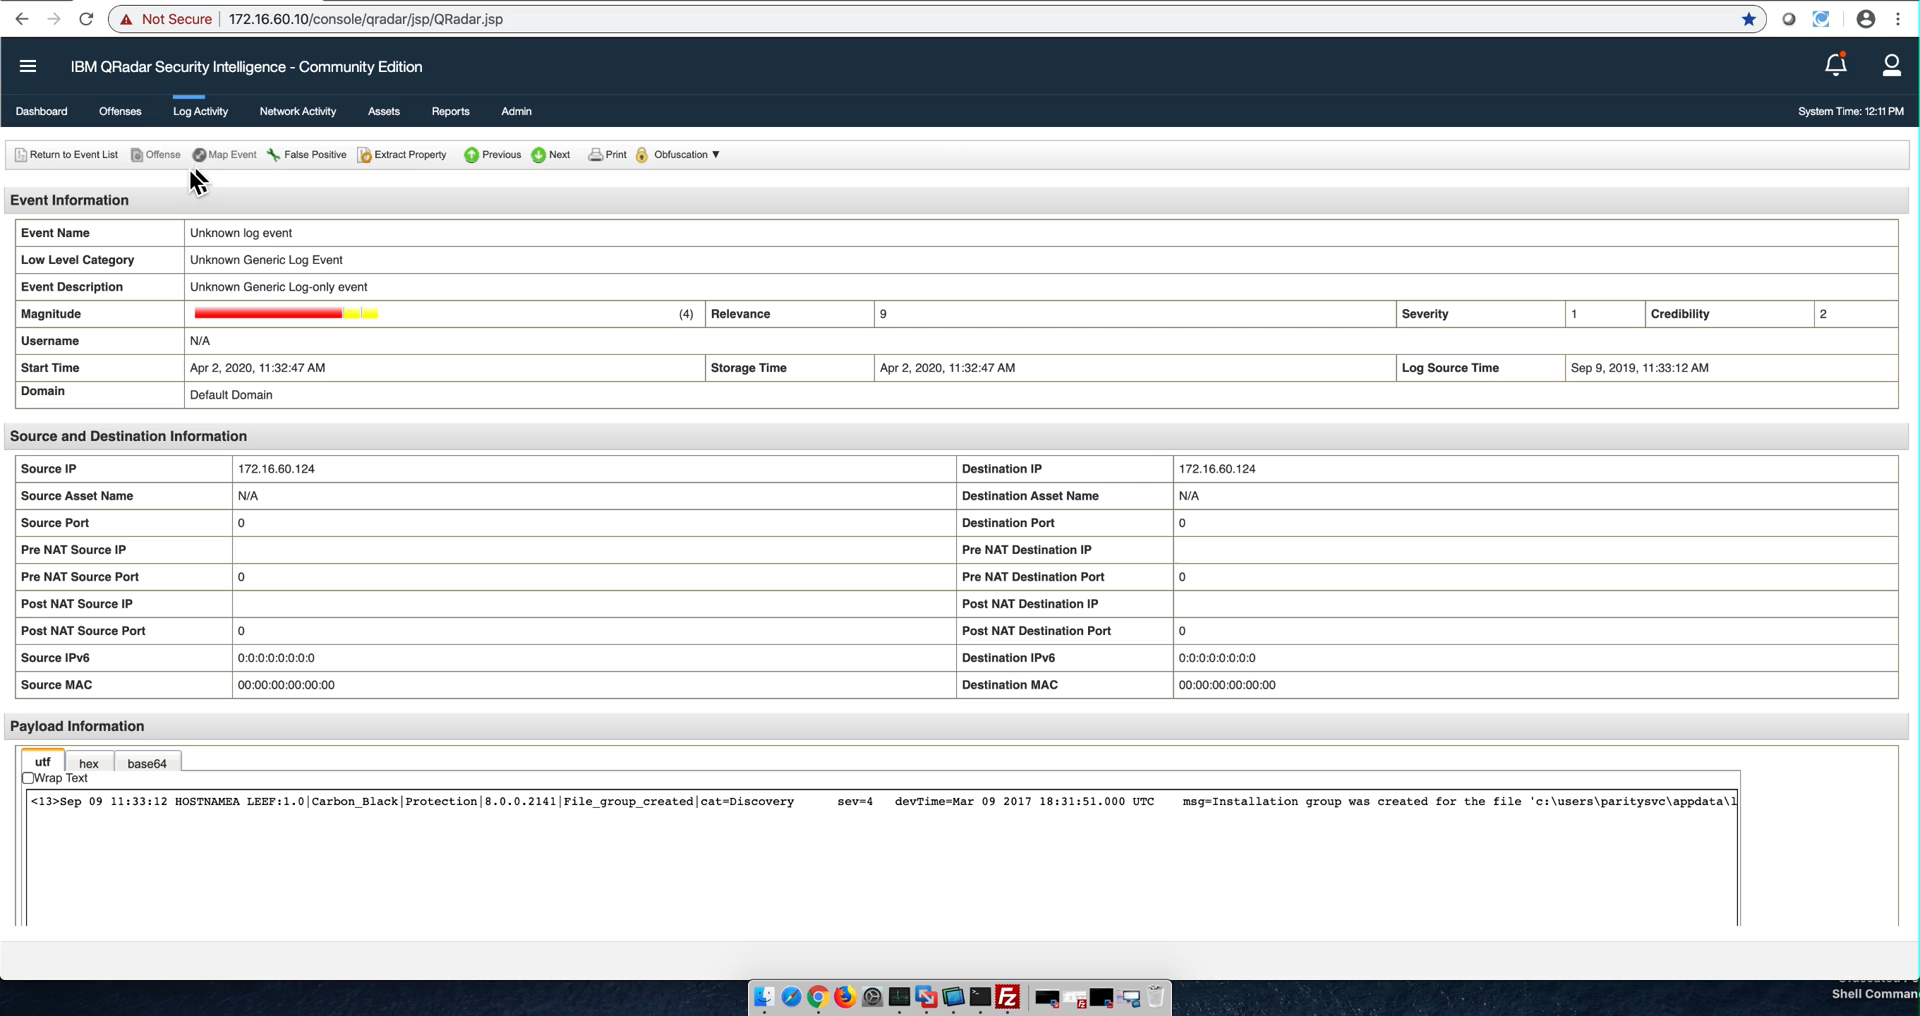 Not Secure 172.16.60.10/console/qradar/jsp/QRadar.jsp
IBM QRadar Security Intelligence - Community Edition
Dashboard Offenses Log Activity Network Activity Assets Reports Admin System Time: 12:11 PM
Return to Event List Offense Map Event False Positive Extract Property Previous Next Print Obfuscation ▼
Event Information
Event Name Unknown log event
Low Level Category Unknown Generic Log Event
Event Description Unknown Generic Log-only event
Magnitude (4) Relevance 9 Severity 1 Credibility 2
Username N/A
Start Time Apr 2, 2020, 11:32:47 AM Storage Time Apr 2, 2020, 11:32:47 AM Log Source Time Sep 9, 2019, 11:33:12 AM
Domain Default Domain
Source and Destination Information
Source IP 172.16.60.124 Destination IP 172.16.60.124
Source Asset Name N/A Destination Asset Name N/A
Source Port 0 Destination Port 0
Pre NAT Source IP Pre NAT Destination IP
Pre NAT Source Port 0 Pre NAT Destination Port 0
Post NAT Source IP Post NAT Destination IP
Post NAT Source Port 0 Post NAT Destination Port 0
Source IPv6 0:0:0:0:0:0:0:0 Destination IPv6 0:0:0:0:0:0:0:0
Source MAC 00:00:00:00:00:00 Destination MAC 00:00:00:00:00:00
Payload Information
utf hex base64
Wrap Text
<13>Sep 09 11:33:12 HOSTNAMEA LEEF:1.0|Carbon_Black|Protection|8.0.0.2141|File_group_created|cat=Discovery sev=4 devTime=Mar 09 2017 18:31:51.000 UTC msg=Installation group was created for the file 'c:\users\paritysvc\appdata\l
Shell Comman